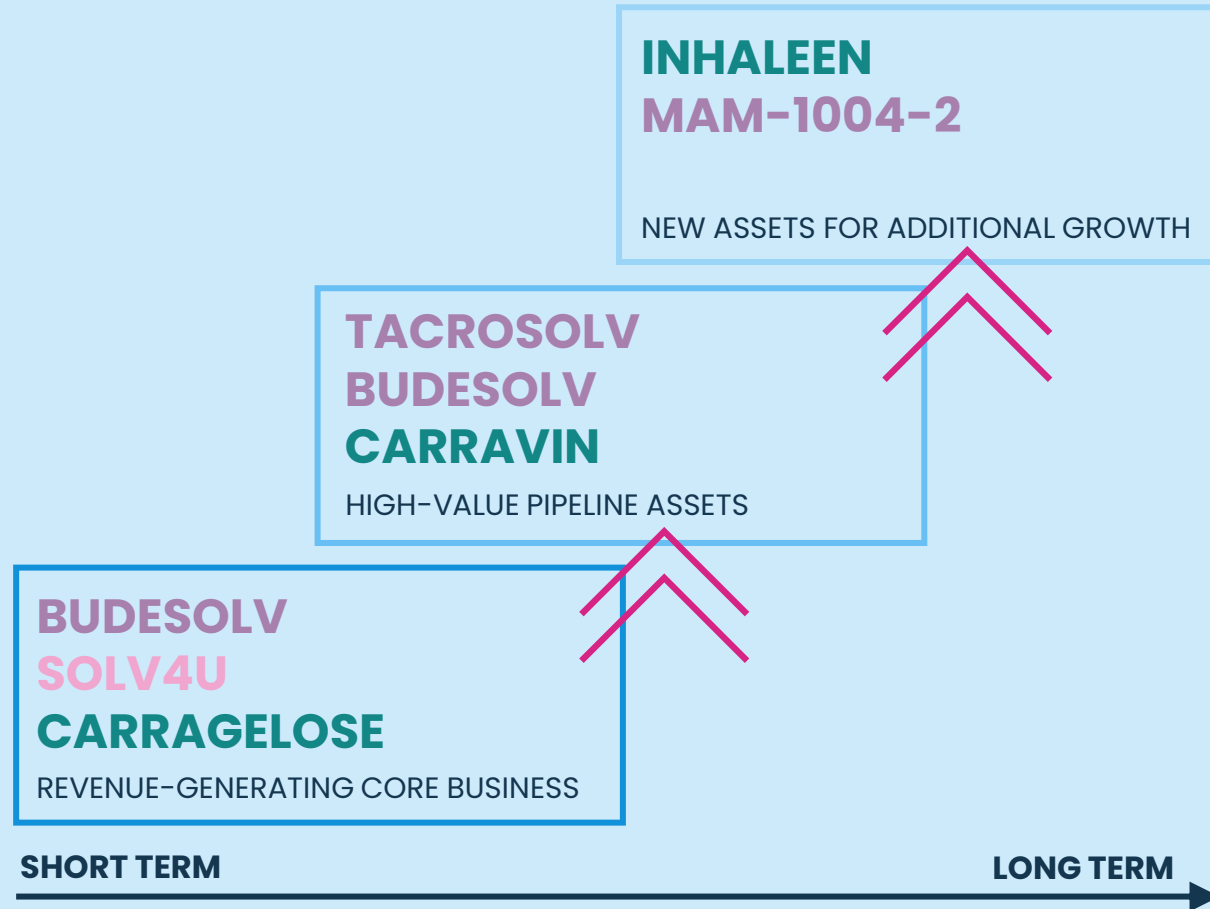 INHALEEN
MAM-1004-2
NEW ASSETS FOR ADDITIONAL GROWTH
TACROSOLV
BUDESOLV
CARRAVIN
HIGH-VALUE PIPELINE ASSETS
BUDESOLV
SOLV4U
CARRAGELOSE
REVENUE-GENERATING CORE BUSINESS
SHORT TERM
LONG TERM